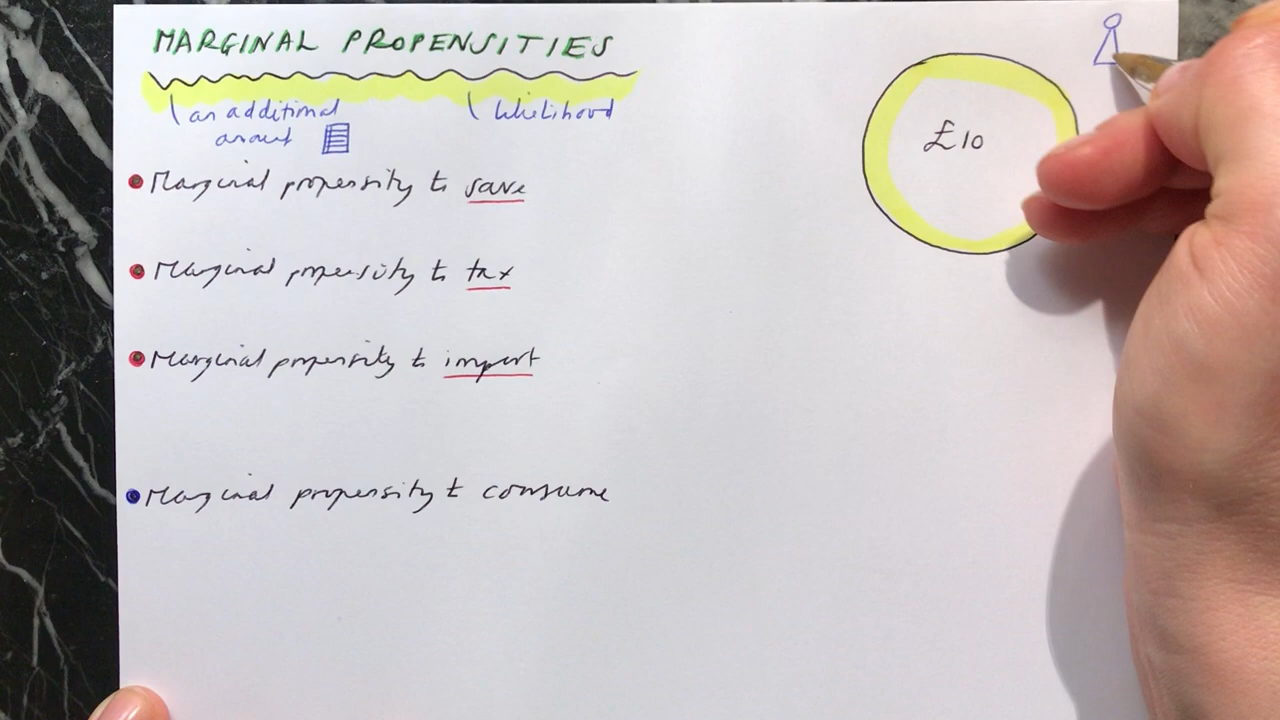 MARGINAL PROPENSITIES
an additional likelihood
amount
£10
Marginal propensity to save
Marginal propensity to tax
Marginal propensity to import
Marginal propensity to consume